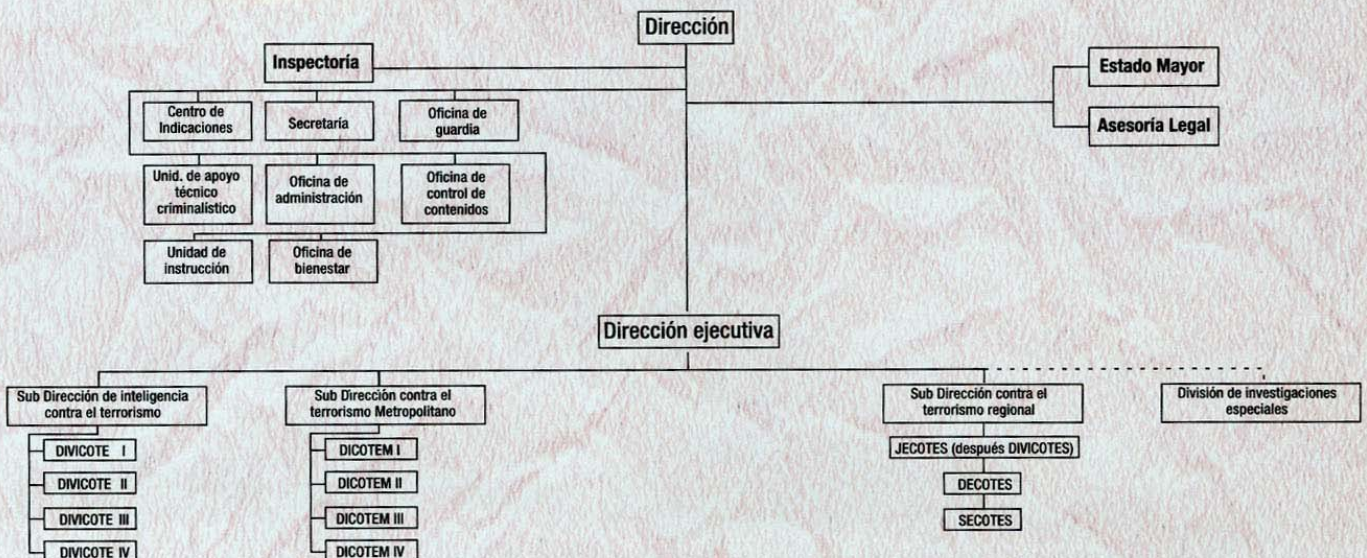 Dirección
Inspectoría
Estado Mayor
Asesoría Legal
Centro de
Indicaciones
Secretaría
Oficina de
guardia
Unid. de apoyo
técnico
criminalístico
Oficina de
administración
Oficina de
control de
contenidos
Unidad de
instrucción
Oficina de
bienestar
Dirección ejecutiva
Sub Dirección de inteligencia
contra el terrorismo
DIVICOTE I
DIVICOTE II
DIVICOTE III
DIVICOTE IV
Sub Dirección contra el
terrorismo Metropolitano
DICOTEM I
DICOTEM II
DICOTEM III
DICOTEM IV
Sub Dirección contra el
terrorismo regional
JECOTES (después DIVICOTES)
DECOTES
SECOTES
División de investigaciones
especiales